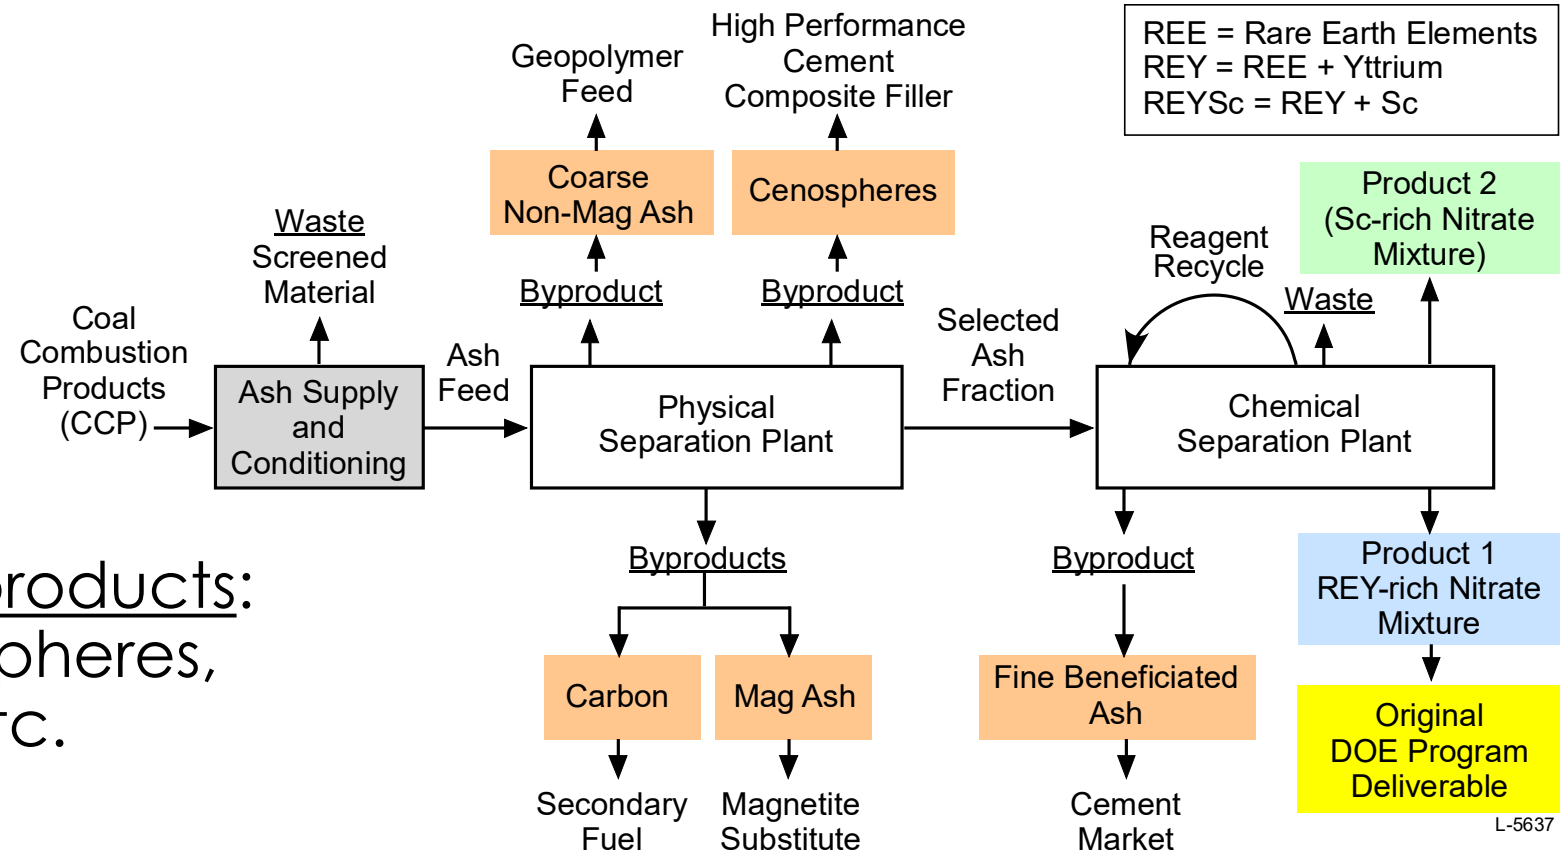 High Performance
Cement
Composite Filler
Geopolymer
Feed
REE = Rare Earth Elements
REY = REE + Yttrium
REYSc = REY + Sc
Coarse
Non-Mag Ash
Cenospheres
Product 2
(Sc-rich Nitrate
Mixture)
Waste
Screened
Material
Byproduct
Byproduct
Reagent
Recycle
Waste
Coal
Combustion
Products
(CCP)
Ash Supply
and
Conditioning
Ash
Feed
Physical
Separation Plant
Selected
Ash
Fraction
Chemical
Separation Plant
Byproducts
Byproduct
Product 1
REY-rich Nitrate
Mixture
Carbon
Mag Ash
Fine Beneficiated
Ash
Original
DOE Program
Deliverable
Secondary
Fuel
Magnetite
Substitute
Cement
Market
L-5637
roducts:
pheres,
tc.